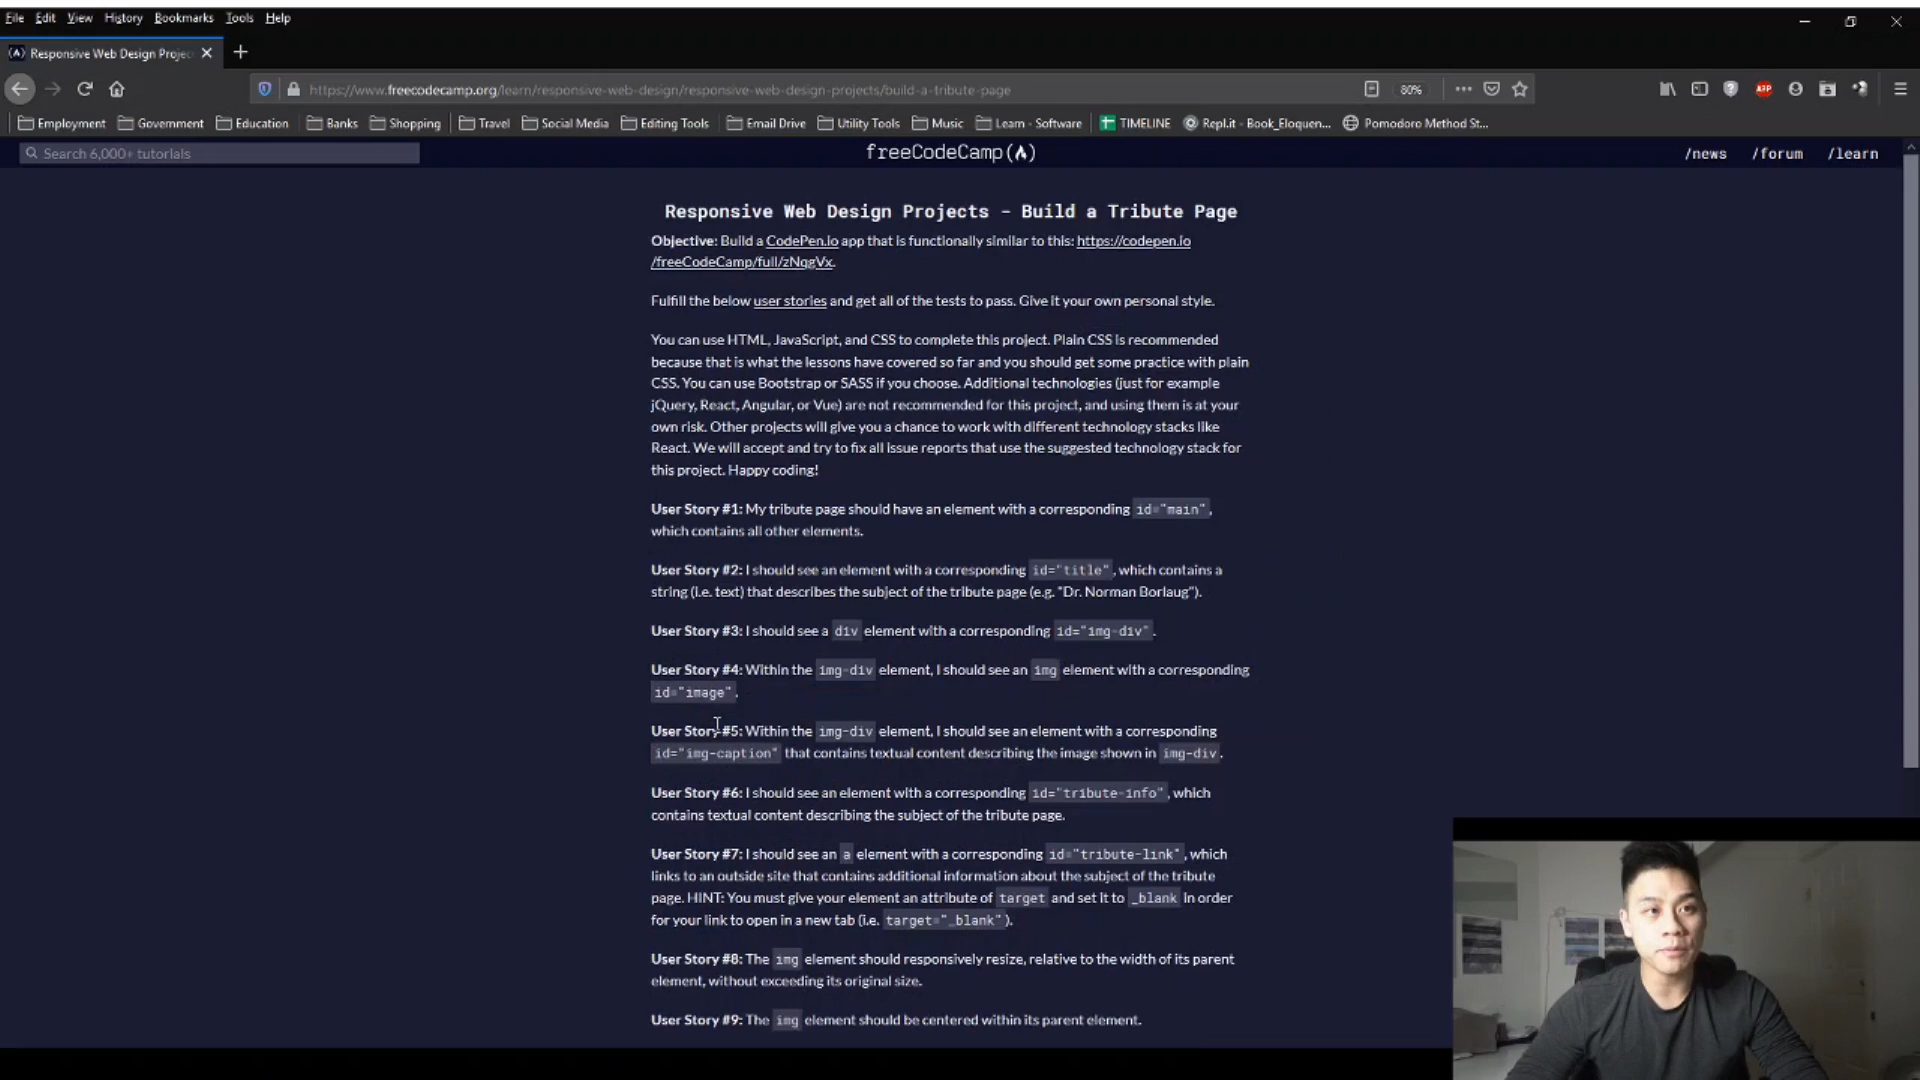 File Edit View History Bookmarks Tools Help
(A) Responsive Web Design Projec
https://www.freecodecamp.org/learn/responsive-web-design/responsive-web-design-projects/build-a-tribute-page 80%
ABP
Employment Government Education Banks Shopping Travel Social Media Editing Tools Email Drive Utility Tools Music Learn - Software TIMELINE Repl.it - Book_Eloquen... Pomodoro Method St...
Search 6,000+ tutorials freeCodeCamp /news /forum /learn
Responsive Web Design Projects - Build a Tribute Page
Objective: Build a CodePen.io app that is functionally similar to this: https://codepen.io
/freeCodeCamp/full/zNqgVx.
Fulfill the below user stories and get all of the tests to pass. Give it your own personal style.
You can use HTML, JavaScript, and CSS to complete this project. Plain CSS is recommended
because that is what the lessons have covered so far and you should get some practice with plain
CSS. You can use Bootstrap or SASS if you choose. Additional technologies (just for example
jQuery, React, Angular, or Vue) are not recommended for this project, and using them is at your
own risk. Other projects will give you a chance to work with different technology stacks like
React. We will accept and try to fix all issue reports that use the suggested technology stack for
this project. Happy coding!
User Story #1: My tribute page should have an element with a corresponding id="main",
which contains all other elements.
User Story #2: I should see an element with a corresponding id="title", which contains a
string (i.e. text) that describes the subject of the tribute page (e.g. "Dr. Norman Borlaug").
User Story #3: I should see a div element with a corresponding id="img-div".
User Story #4: Within the img-div element, I should see an img element with a corresponding
id="image".
User Story #5: Within the img-div element, I should see an element with a corresponding
id="img-caption" that contains textual content describing the image shown in img-div.
User Story #6: I should see an element with a corresponding id="tribute-info", which
contains textual content describing the subject of the tribute page.
User Story #7: I should see an a element with a corresponding id="tribute-link", which
links to an outside site that contains additional information about the subject of the tribute
page. HINT: You must give your element an attribute of target and set it to _blank in order
for your link to open in a new tab (i.e. target="_blank").
User Story #8: The img element should responsively resize, relative to the width of its parent
element, without exceeding its original size.
User Story #9: The img element should be centered within its parent element.